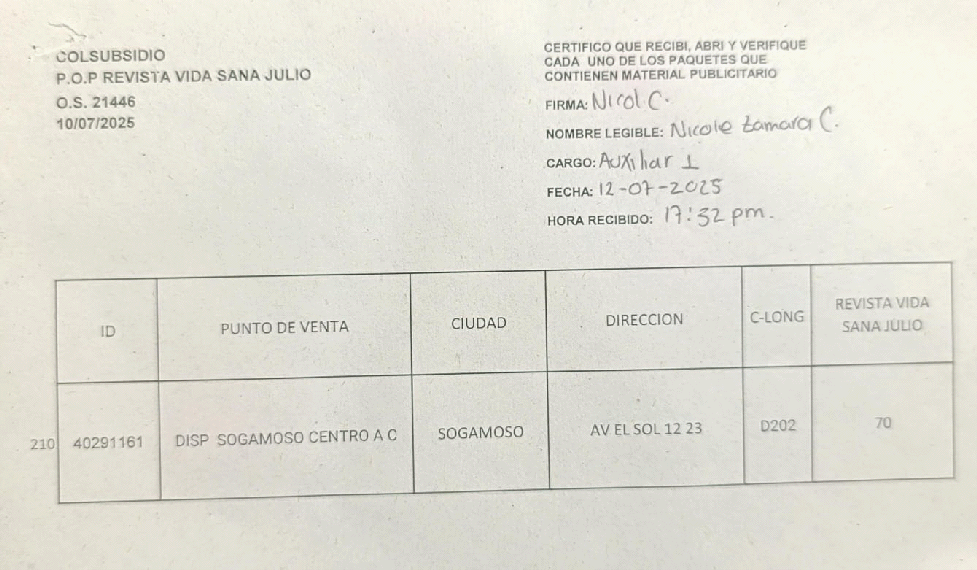 COLSUBSIDIO
P.O.P REVISTA VIDA SANA JULIO
O.S. 21446
10/07/2025
CERTIFICO QUE RECIBI, ABRI Y VERIFIQUE
CADA UNO DE LOS PAQUETES QUE
CONTIENEN MATERIAL PUBLICITARIO
FIRMA: Nicol C.
NOMBRE LEGIBLE: Nicole Zamara C.
CARGO: Auxiliar 1
FECHA: 12-07-2025
HORA RECIBIDO: 17:32 pm.
ID PUNTO DE VENTA CIUDAD DIRECCION C-LONG REVISTA VIDA
SANA JULIO
210 40291161 DISP SOGAMOSO CENTRO A C SOGAMOSO AV EL SOL 12 23 D202 70